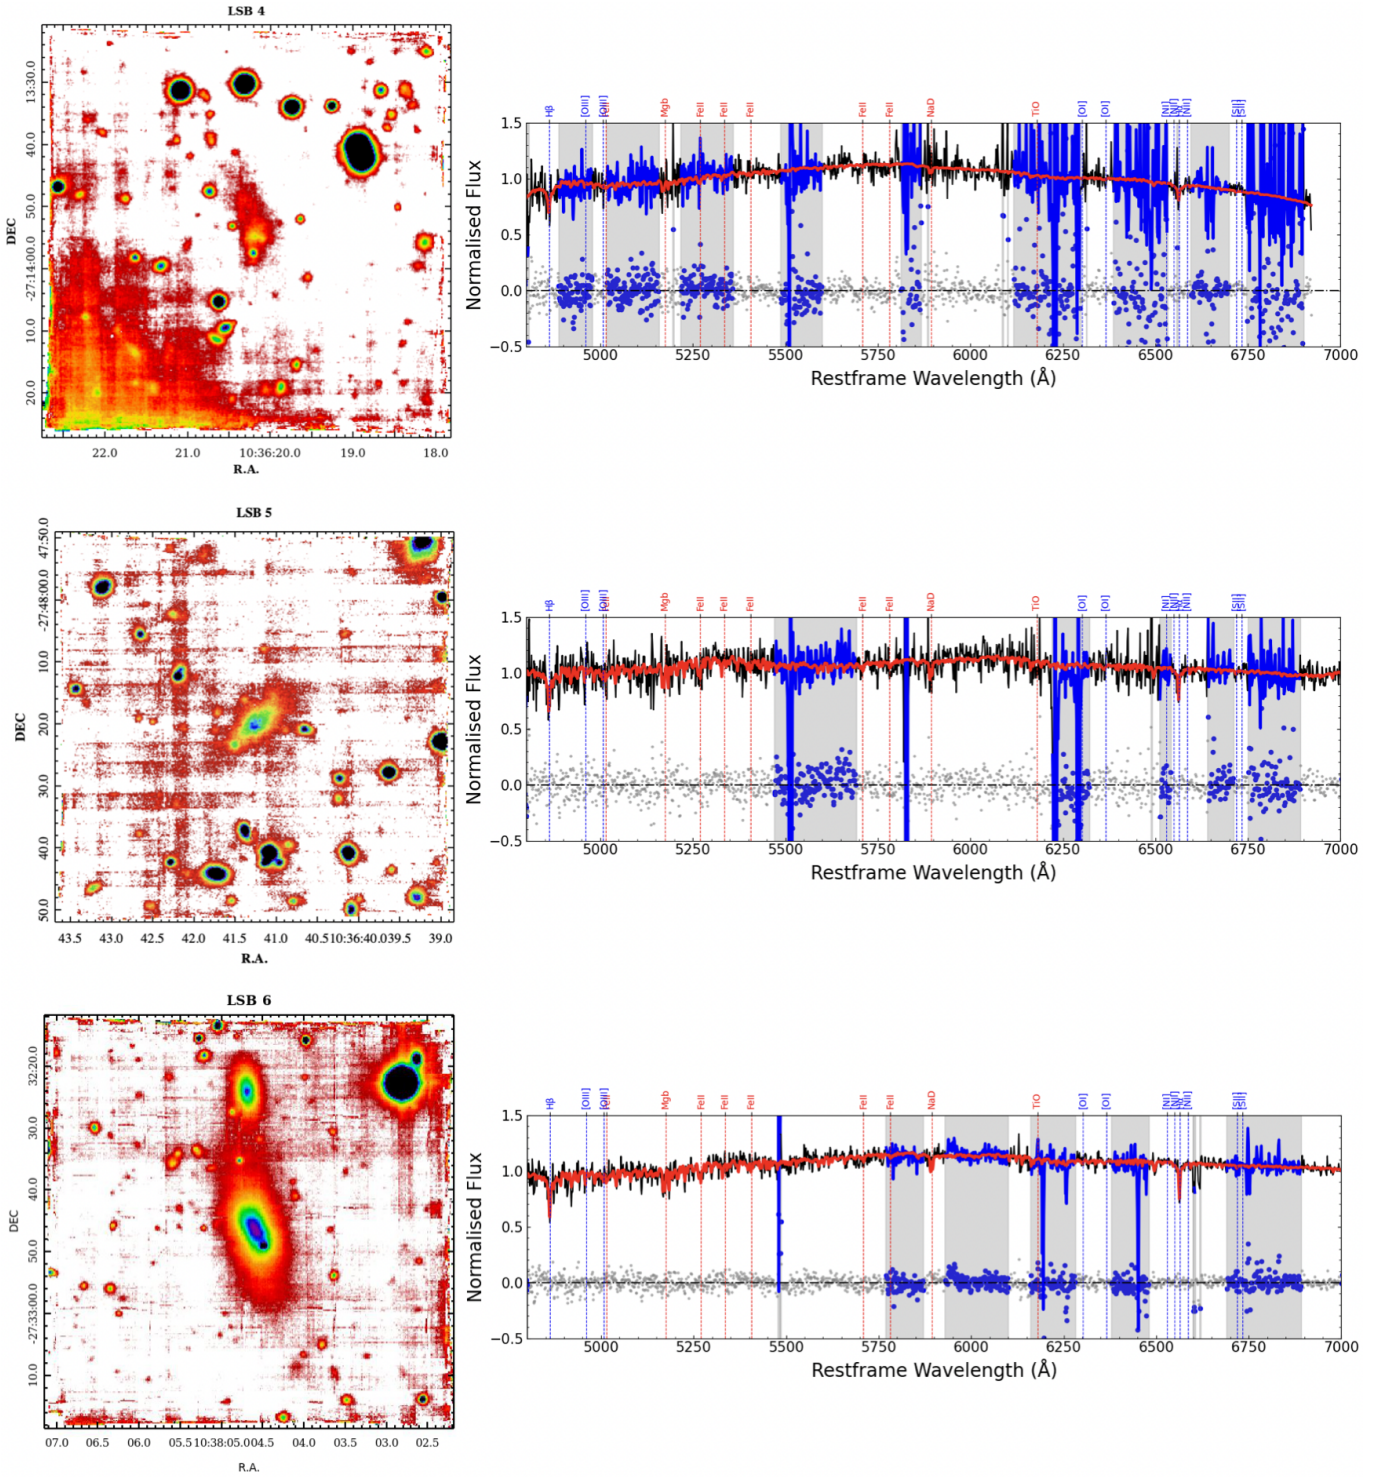 LSB 4
13:30.0
40.0
50.0
-27:14:00.0
10.0
20.0
DEC
22.0 21.0 10:36:20.0 19.0 18.0
R.A.
Hβ [OIII] [OIII] Mgb FeII FeII FeII FeII FeII NaD TiO [OI] [OI] [NI] [NII] [SII]
Normalised Flux
1.5
1.0
0.5
0.0
−0.5
5000 5250 5500 5750 6000 6250 6500 6750 7000
Restframe Wavelength (Å)
LSB 5
47:50.0
-27:48:00.0
10.0
20.0
30.0
40.0
50.0
DEC
43.5 43.0 42.5 42.0 41.5 41.0 40.5 10:36:40.0 39.5 39.0
R.A.
Hβ [OIII] [OIII] Mgb FeII FeII FeII FeII FeII NaD TiO [OI] [OI] [NI] [NII] [SII]
Normalised Flux
1.5
1.0
0.5
0.0
−0.5
5000 5250 5500 5750 6000 6250 6500 6750 7000
Restframe Wavelength (Å)
LSB 6
32:20.0
30.0
40.0
50.0
-27:33:00.0
10.0
DEC
07.0 06.5 06.0 05.5 10:38:05.0 04.5 04.0 03.5 03.0 02.5
R.A.
Hβ [OIII] [OIII] Mgb FeII FeII FeII FeII FeII NaD TiO [OI] [OI] [NI] [NII] [SII]
Normalised Flux
1.5
1.0
0.5
0.0
−0.5
5000 5250 5500 5750 6000 6250 6500 6750 7000
Restframe Wavelength (Å)